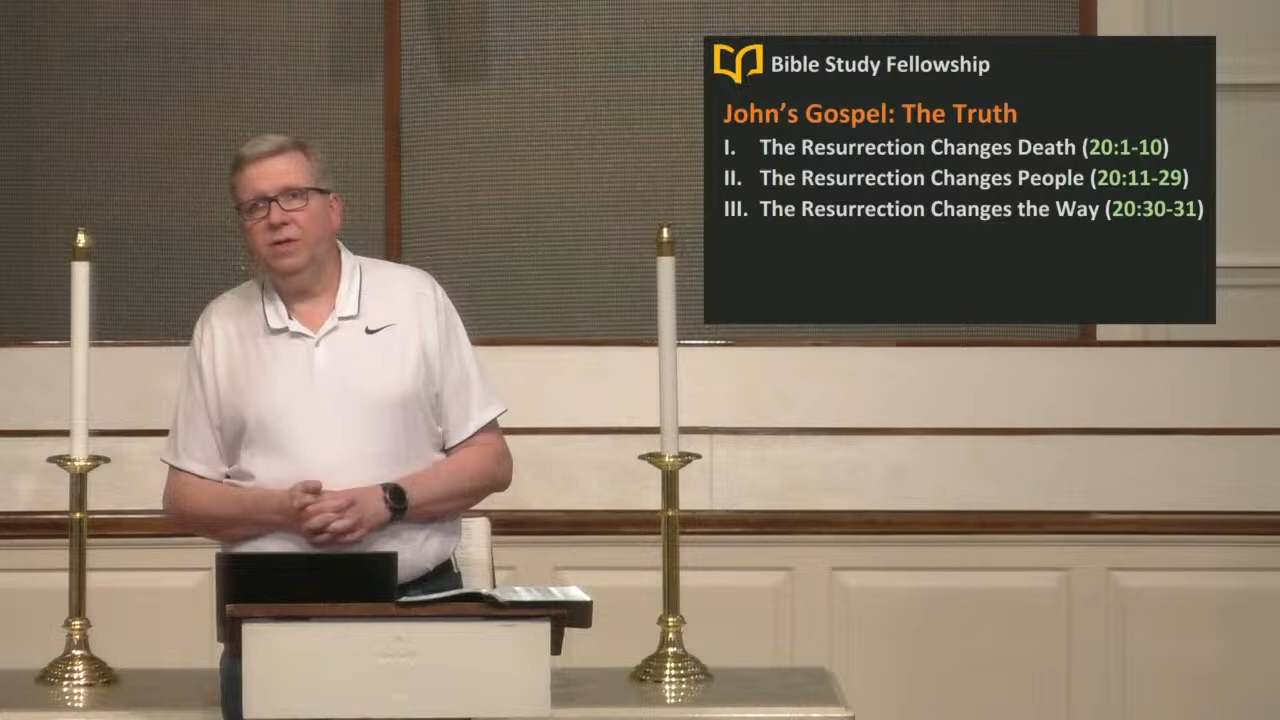 Bible Study Fellowship
John's Gospel: The Truth
I. The Resurrection Changes Death (20:1-10)
II. The Resurrection Changes People (20:11-29)
III. The Resurrection Changes the Way (20:30-31)